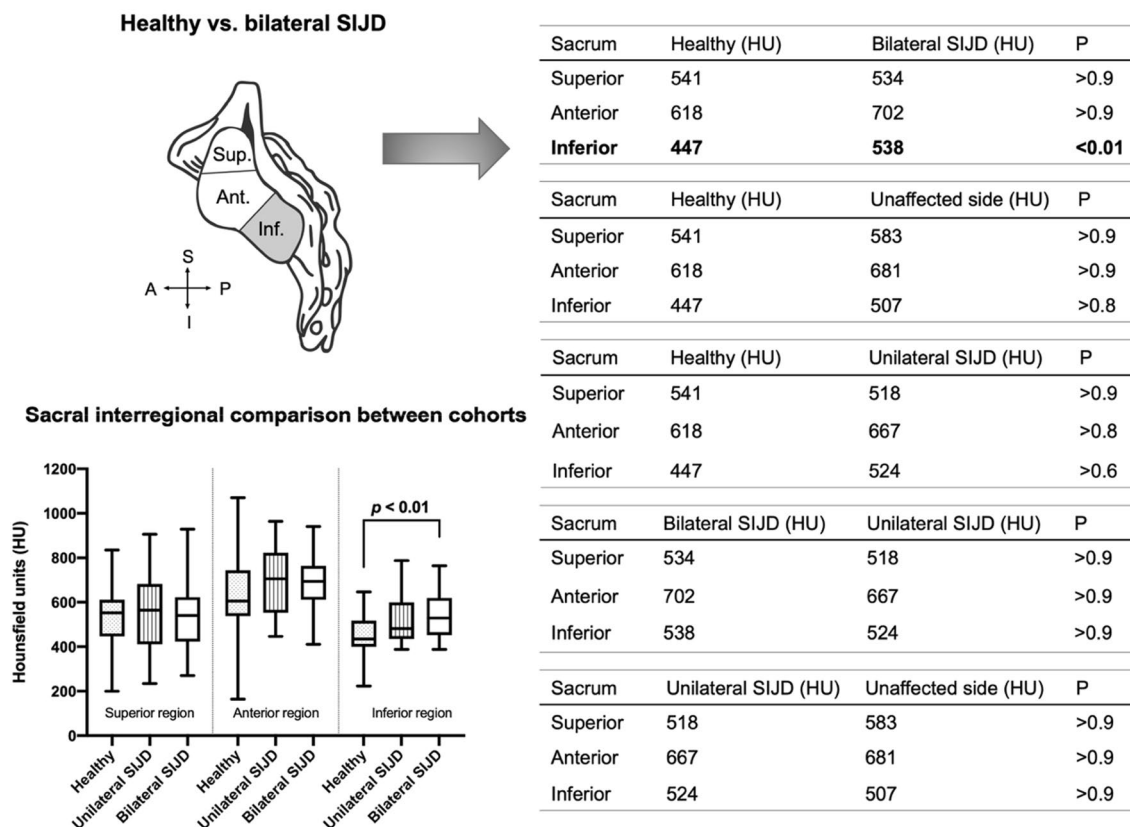 Healthy vs. bilateral SIJD
Sup.
Ant.
Inf.
S
A P
I
Sacrum Healthy (HU) Bilateral SIJD (HU) P
Superior 541 534 >0.9
Anterior 618 702 >0.9
Inferior 447 538 <0.01
Sacrum Healthy (HU) Unaffected side (HU) P
Superior 541 583 >0.9
Anterior 618 681 >0.9
Inferior 447 507 >0.8
Sacrum Healthy (HU) Unilateral SIJD (HU) P
Superior 541 518 >0.9
Anterior 618 667 >0.8
Inferior 447 524 >0.6
Sacrum Bilateral SIJD (HU) Unilateral SIJD (HU) P
Superior 534 518 >0.9
Anterior 702 667 >0.9
Inferior 538 524 >0.9
Sacrum Unilateral SIJD (HU) Unaffected side (HU) P
Superior 518 583 >0.9
Anterior 667 681 >0.9
Inferior 524 507 >0.9
Sacral interregional comparison between cohorts
Hounsfield units (HU)
1200
1000
800
600
400
200
0
p < 0.01
Superior region Anterior region Inferior region
Healthy Unilateral SIJD Bilateral SIJD Healthy Unilateral SIJD Bilateral SIJD Healthy Unilateral SIJD Bilateral SIJD